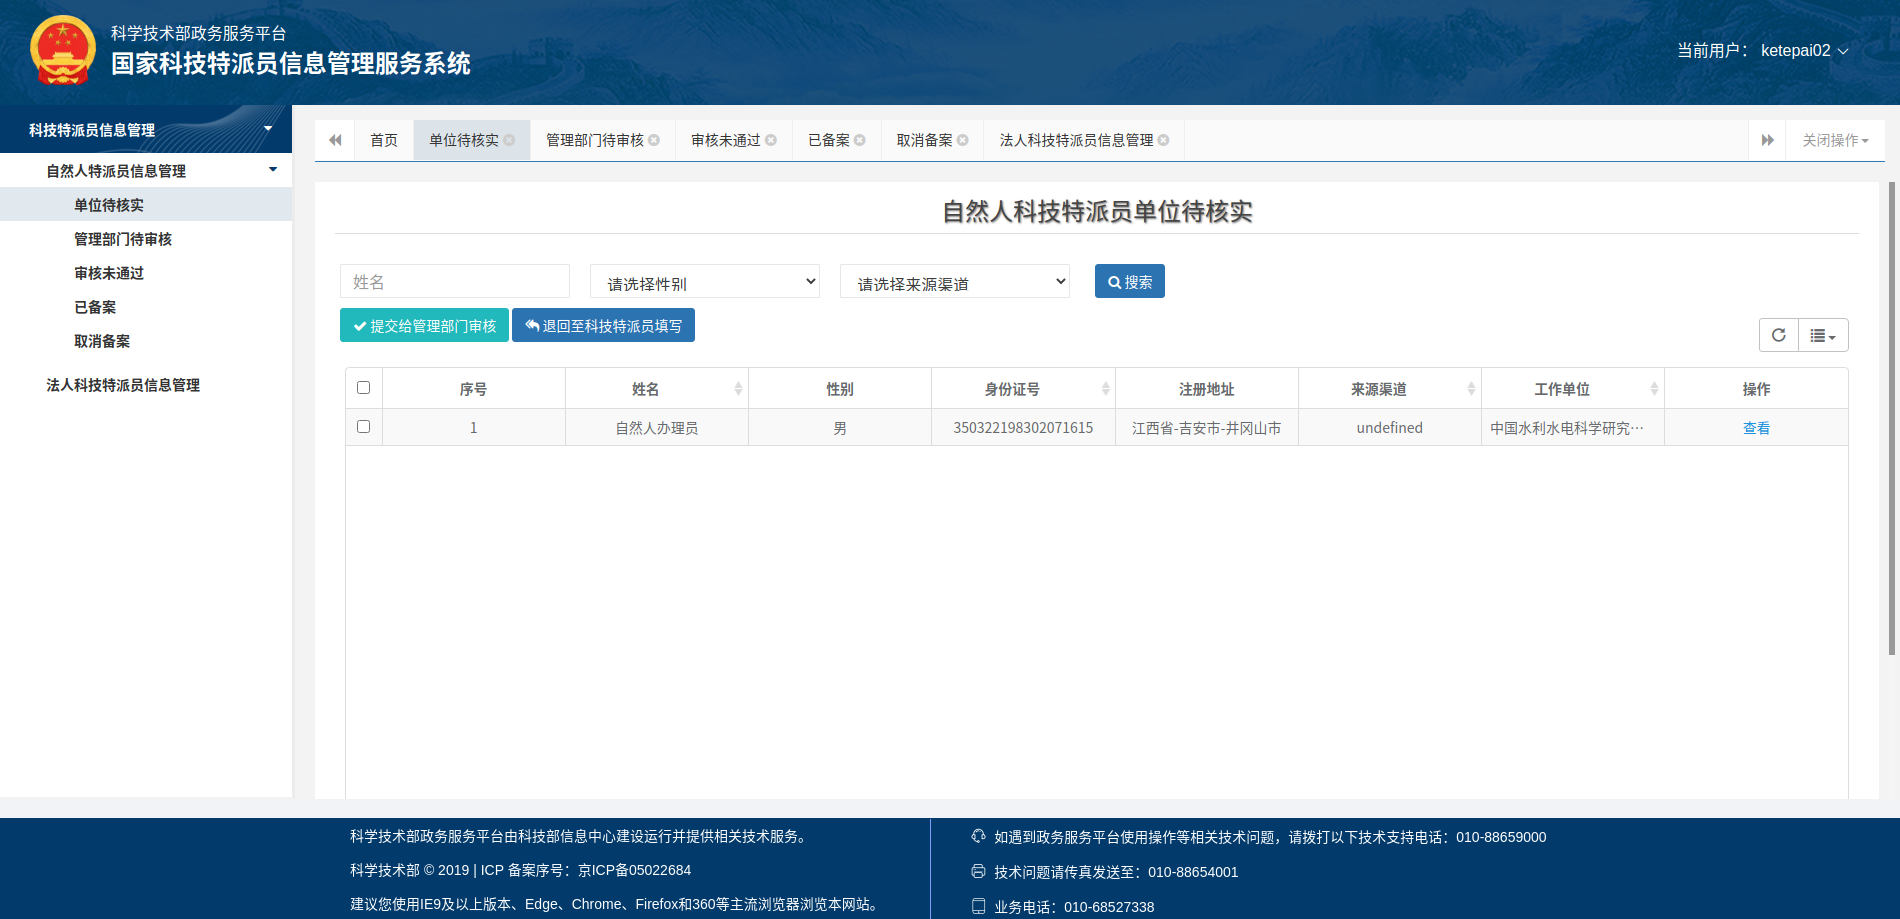 科学技术部政务服务平台
国家科技特派员信息管理服务系统
当前用户： ketepai02
科技特派员信息管理
自然人特派员信息管理
单位待核实
管理部门待审核
审核未通过
已备案
取消备案
法人科技特派员信息管理
首页 单位待核实 管理部门待审核 审核未通过 已备案 取消备案 法人科技特派员信息管理 关闭操作
自然人科技特派员单位待核实
姓名 请选择性别 请选择来源渠道 搜索
提交给管理部门审核 退回至科技特派员填写
序号 姓名 性别 身份证号 注册地址 来源渠道 工作单位 操作
1 自然人办理员 男 350322198302071615 江西省-吉安市-井冈山市 undefined 中国水利水电科学研究… 查看
科学技术部政务服务平台由科技部信息中心建设运行并提供相关技术服务。
科学技术部 © 2019 | ICP 备案序号：京ICP备05022684
建议您使用IE9及以上版本、Edge、Chrome、Firefox和360等主流浏览器浏览本网站。
如遇到政务服务平台使用操作等相关技术问题，请拨打以下技术支持电话：010-88659000
技术问题请传真发送至：010-88654001
业务电话：010-68527338